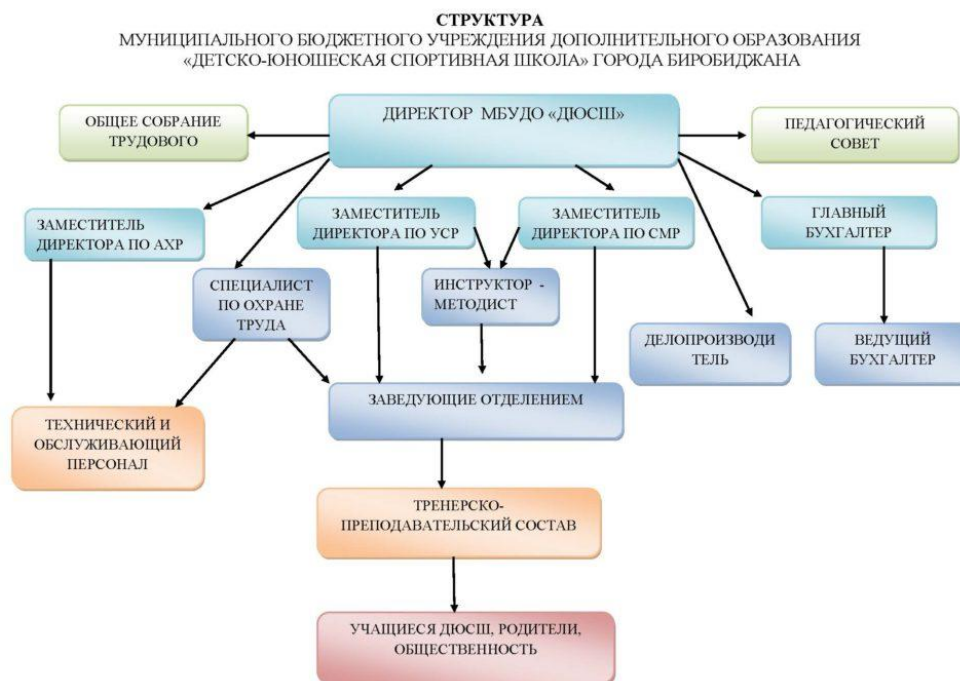 СТРУКТУРА
МУНИЦИПАЛЬНОГО БЮДЖЕТНОГО УЧРЕЖДЕНИЯ ДОПОЛНИТЕЛЬНОГО ОБРАЗОВАНИЯ
«ДЕТСКО-ЮНОШЕСКАЯ СПОРТИВНАЯ ШКОЛА» ГОРОДА БИРОБИДЖАНА
ОБЩЕЕ СОБРАНИЕ
ТРУДОВОГО
ДИРЕКТОР МБУДО «ДЮСШ»
ПЕДАГОГИЧЕСКИЙ
СОВЕТ
ЗАМЕСТИТЕЛЬ
ДИРЕКТОРА ПО АХР
ЗАМЕСТИТЕЛЬ
ДИРЕКТОРА ПО УСР
ЗАМЕСТИТЕЛЬ
ДИРЕКТОРА ПО СМР
ГЛАВНЫЙ
БУХГАЛТЕР
СПЕЦИАЛИСТ
ПО ОХРАНЕ
ТРУДА
ИНСТРУКТОР -
МЕТОДИСТ
ДЕЛОПРОИЗВОДИ
ТЕЛЬ
ВЕДУЩИЙ
БУХГАЛТЕР
ЗАВЕДУЮЩИЕ ОТДЕЛЕНИЕМ
ТЕХНИЧЕСКИЙ И
ОБСЛУЖИВАЮЩИЙ
ПЕРСОНАЛ
ТРЕНЕРСКО-
ПРЕПОДАВАТЕЛЬСКИЙ СОСТАВ
УЧАЩИЕСЯ ДЮСШ, РОДИТЕЛИ,
ОБЩЕСТВЕННОСТЬ